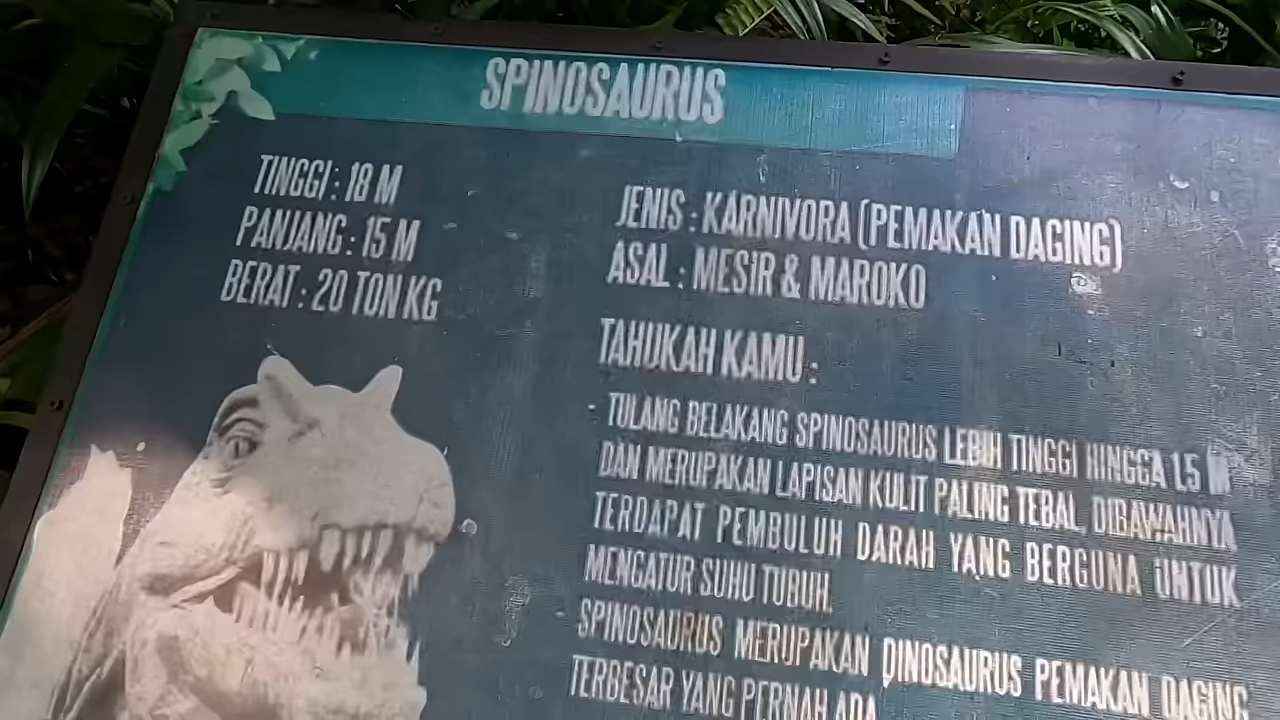 SPINOSAURUS
TINGGI : 18 M
PANJANG : 15 M
BERAT : 20 TON KG
JENIS : KARNIVORA (PEMAKAN DAGING)
ASAL : MESIR & MAROKO
TAHUKAH KAMU :
- TULANG BELAKANG SPINOSAURUS LEBIH TINGGI HINGGA 1.5 M
DAN MERUPAKAN LAPISAN KULIT PALING TEBAL. DIBAWAHNYA
TERDAPAT PEMBULUH DARAH YANG BERGUNA UNTUK
MENGATUR SUHU TUBUH.
SPINOSAURUS MERUPAKAN DINOSAURUS PEMAKAN DAGING
TERBESAR YANG PERNAH ADA